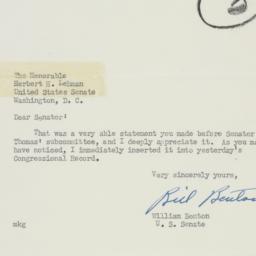 The Honorable
Herbert H. Lehman
United States Senate
Washington, D. C.
Dear Senator:
That was a very able statement you made before Senator
Thomas' subcommittee, and I deeply appreciate it. As you ma
have noticed, I immediately inserted it into yesterday's
Congressional Record.
Very sincerely yours,
Bill Benton
William Benton
U. S. Senate
mkg